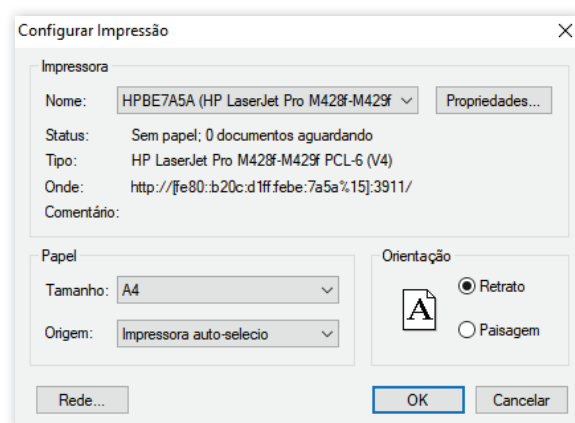 Configurar Impressão
Impressora
Nome: HPBE7A5A (HP LaserJet Pro M428f-M429f Propriedades...
Status: Sem papel; 0 documentos aguardando
Tipo: HP LaserJet Pro M428f-M429f PCL-6 (V4)
Onde: http://[fe80::b20c:d1ff:febe:7a5a%15]:3911/
Comentário:
Papel
Tamanho: A4
Origem: Impressora auto-selecio
Orientação
A
Retrato
Paisagem
Rede... OK Cancelar